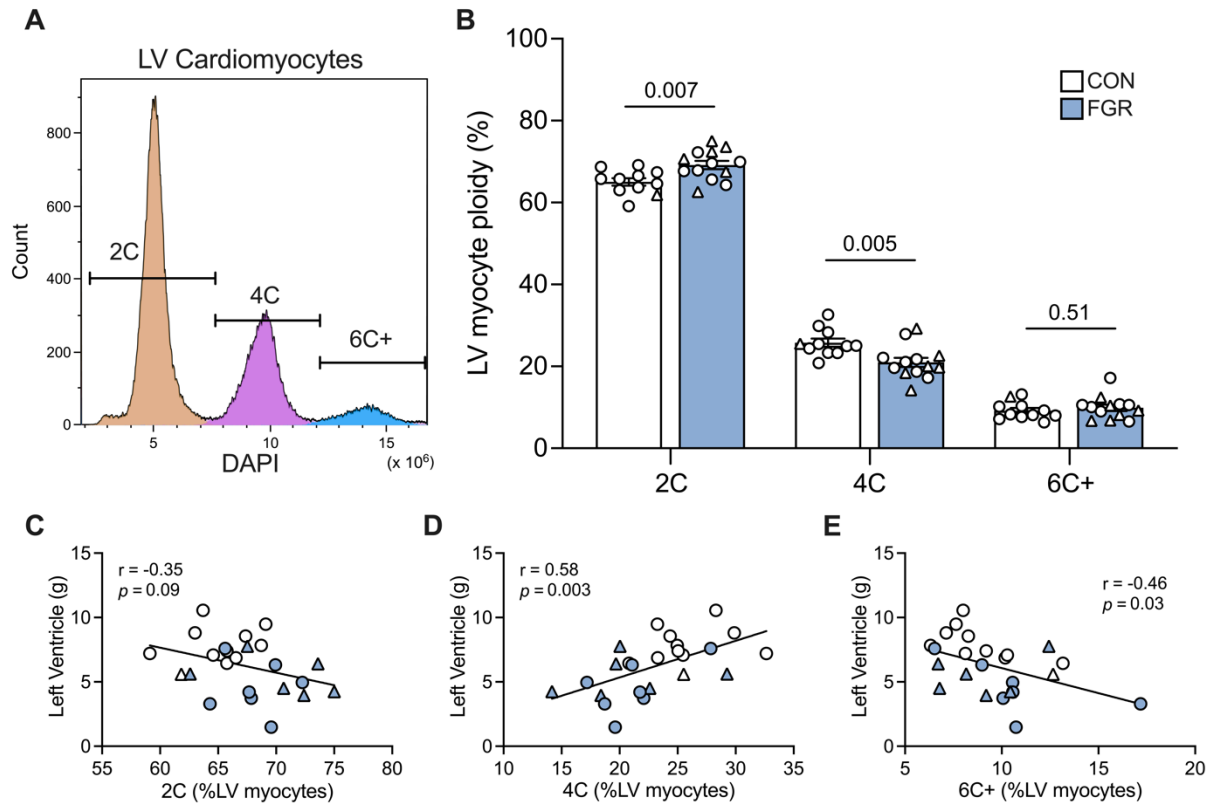 A
LV Cardiomyocytes
Count
800
600
400
200
0
2C
4C
6C+
5
10
15
(x 10⁶)
DAPI
B
LV myocyte ploidy (%)
100
80
60
40
20
0
0.007
0.005
0.51
CON
FGR
2C
4C
6C+
C
Left Ventricle (g)
15
10
5
0
r = -0.35
p = 0.09
55
60
65
70
75
80
2C (%LV myocytes)
D
Left Ventricle (g)
15
10
5
0
r = 0.58
p = 0.003
10
15
20
25
30
35
4C (%LV myocytes)
E
Left Ventricle (g)
15
10
5
0
r = -0.46
p = 0.03
5
10
15
20
6C+ (%LV myocytes)